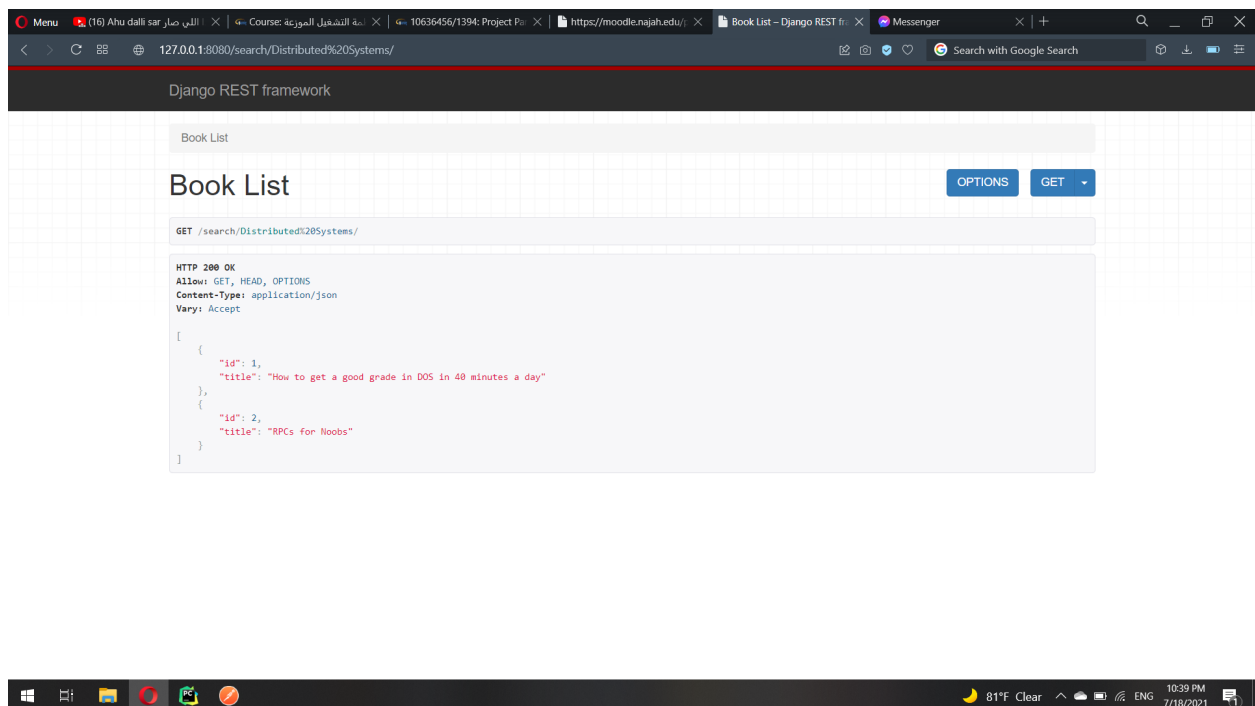 Menu
(16) Ahu dalli sar اللي صار
Course: لمة التشغيل الموزعة
10636456/1394: Project Par
https://moodle.najah.edu/p
Book List – Django REST fr
Messenger
127.0.0.1:8080/search/Distributed%20Systems/
Search with Google Search
Django REST framework
Book List
Book List
OPTIONS
GET
GET /search/Distributed%20Systems/
HTTP 200 OK
Allow: GET, HEAD, OPTIONS
Content-Type: application/json
Vary: Accept
[
{
"id": 1,
"title": "How to get a good grade in DOS in 40 minutes a day"
},
{
"id": 2,
"title": "RPCs for Noobs"
}
]
PC
81°F Clear
ENG
10:39 PM
7/18/2021
1